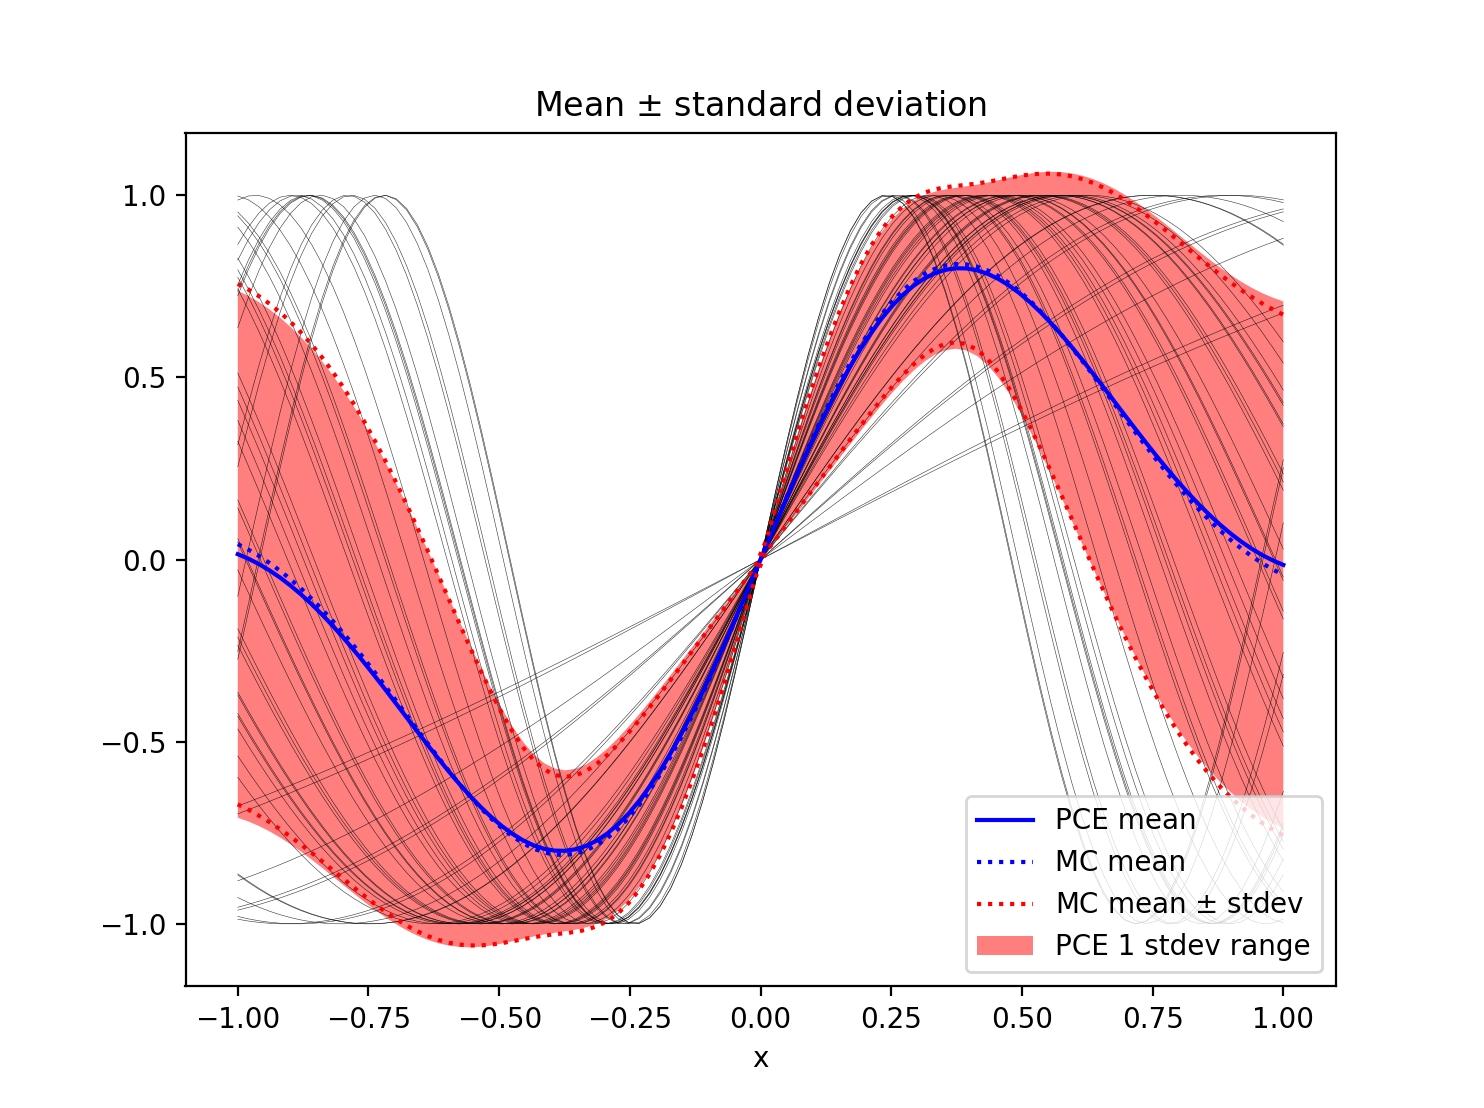 Mean ± standard deviation
1.0
0.5
0.0
−0.5
−1.0
−1.00 −0.75 −0.50 −0.25 0.00 0.25 0.50 0.75 1.00
x
PCE mean
MC mean
MC mean ± stdev
PCE 1 stdev range